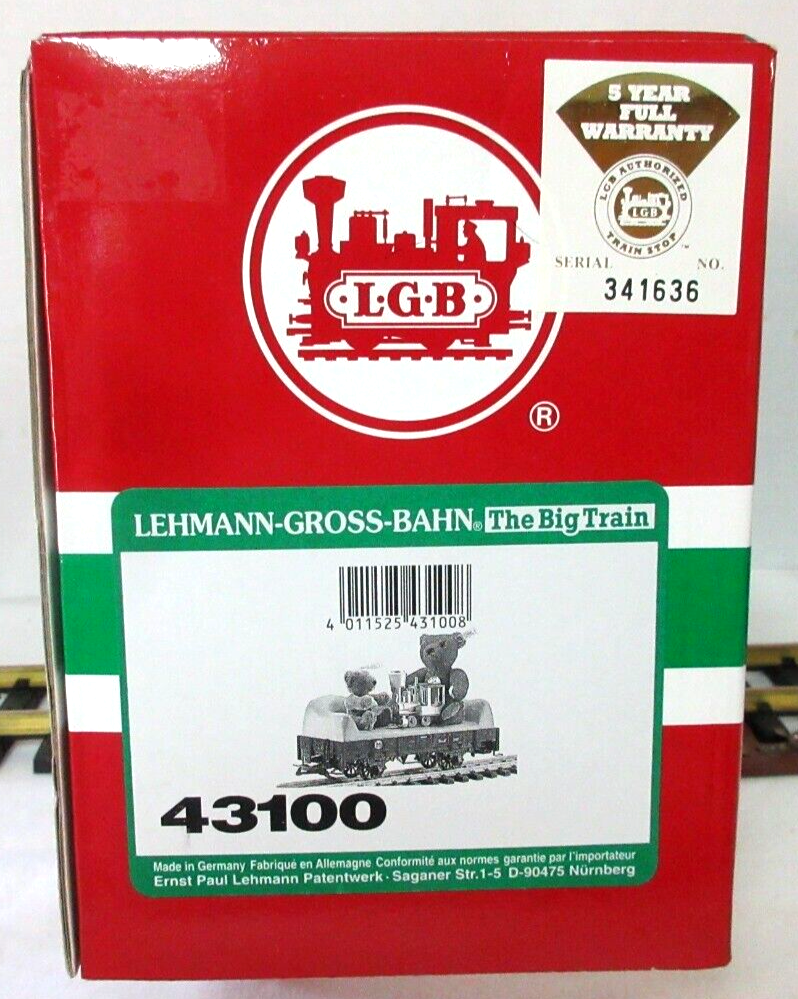 5 YEAR
FULL
WARRANTY
LGB AUTHORIZED
LGB
TRAIN STOP™
SERIAL NO.
341636
L·G·B
®
LEHMANN-GROSS-BAHN® The Big Train
4 011525 431008
43100
Made in Germany Fabriqué en Allemagne Conformité aux normes garantie par l'importateur
Ernst Paul Lehmann Patentwerk · Saganer Str.1-5 D-90475 Nürnberg